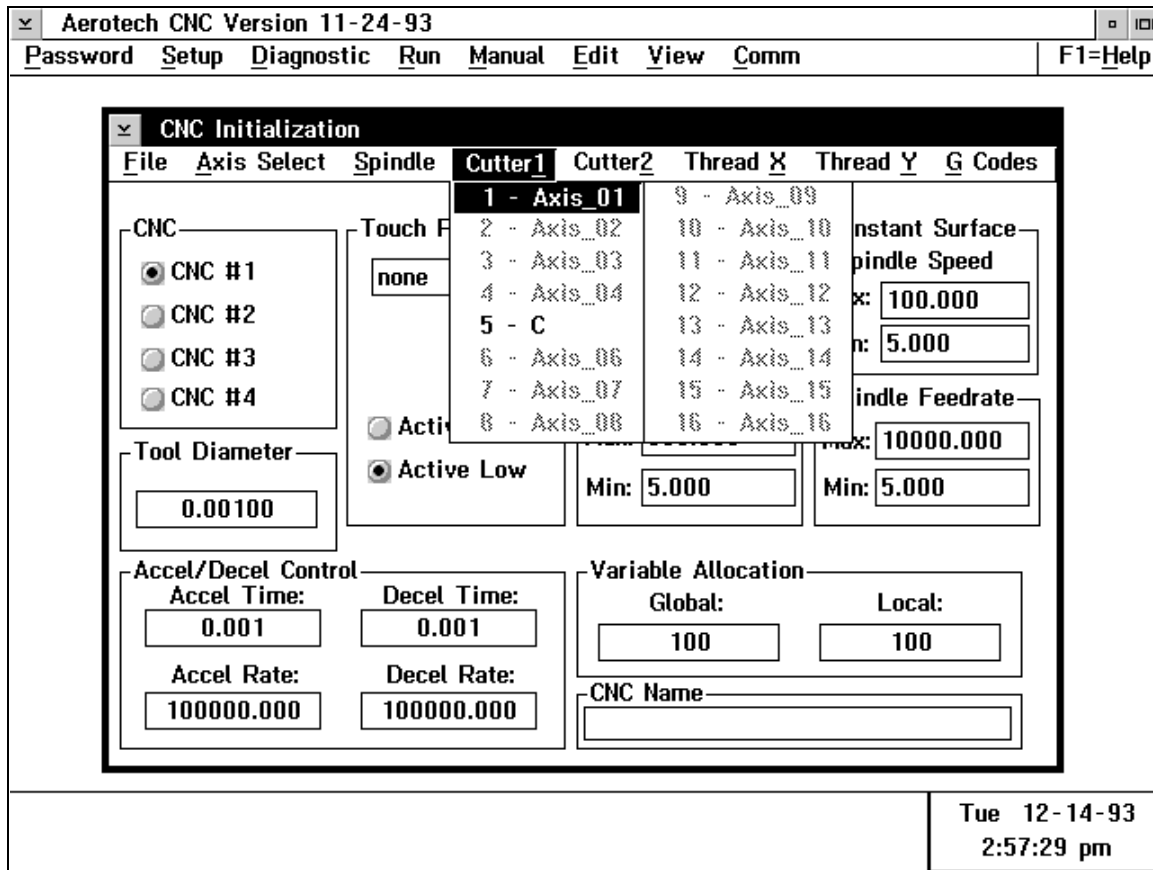 Aerotech CNC Version 11-24-93
Password Setup Diagnostic Run Manual Edit View Comm F1=Help
CNC Initialization
File Axis Select Spindle Cutter1 Cutter2 Thread X Thread Y G Codes
1 - Axis_01
2 - Axis_02
3 - Axis_03
4 - Axis_04
5 - C
6 - Axis_06
7 - Axis_07
8 - Axis_08
9 - Axis_09
10 - Axis_10
11 - Axis_11
12 - Axis_12
13 - Axis_13
14 - Axis_14
15 - Axis_15
16 - Axis_16
CNC
CNC #1
CNC #2
CNC #3
CNC #4
Tool Diameter
0.00100
Touch
none
Active Low
Min: 5.000
nstant Surface
pindle Speed
x: 100.000
n: 5.000
indle Feedrate
Max: 10000.000
Min: 5.000
Accel/Decel Control
Accel Time: Decel Time:
0.001 0.001
Accel Rate: Decel Rate:
100000.000 100000.000
Variable Allocation
Global: Local:
100 100
CNC Name
Tue 12-14-93
2:57:29 pm